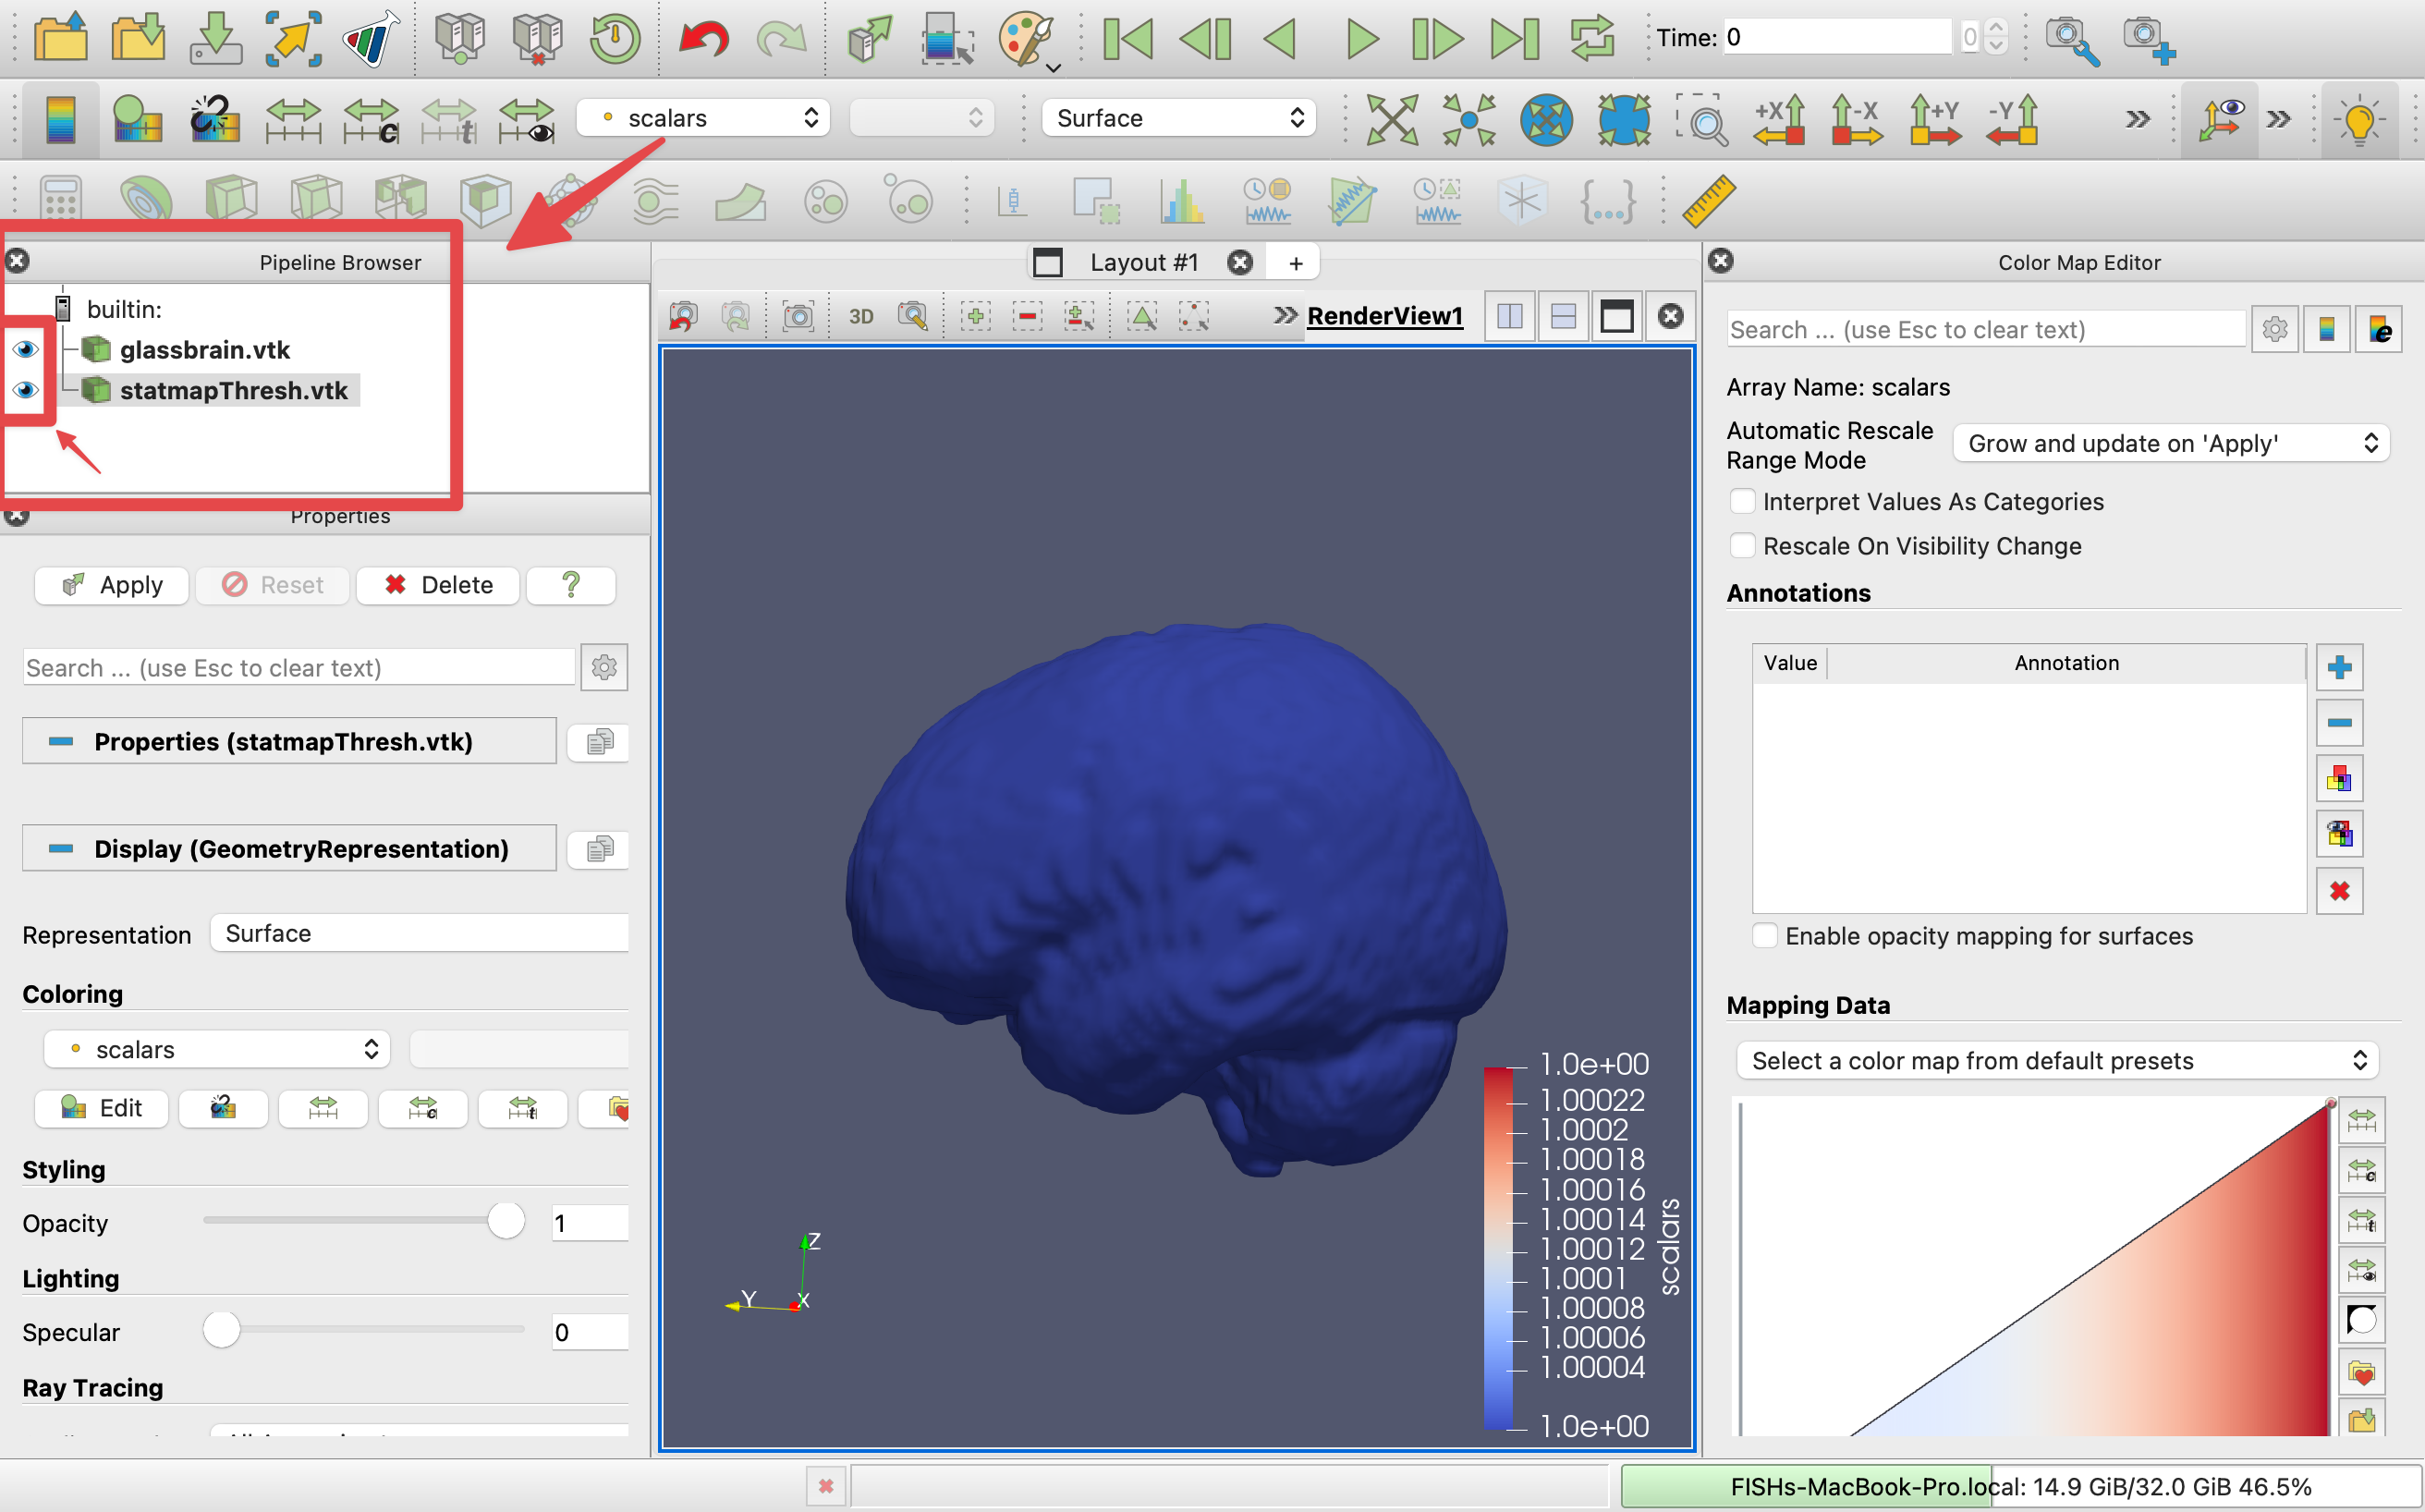 Time: 0
0
c
t
scalars
Surface
+X
-X
+Y
-Y
Pipeline Browser
builtin:
glassbrain.vtk
statmapThresh.vtk
Properties
Apply
Reset
Delete
?
Search ... (use Esc to clear text)
Properties (statmapThresh.vtk)
Display (GeometryRepresentation)
Representation
Surface
Coloring
scalars
Edit
c
t
Styling
Opacity
1
Lighting
Specular
0
Ray Tracing
Layout #1
+
3D
RenderView1
1.0e+00
1.00022
1.0002
1.00018
1.00016
1.00014
1.00012
1.0001
1.00008
1.00006
1.00004
1.0e+00
scalars
Z
Y
X
Color Map Editor
Search ... (use Esc to clear text)
e
Array Name: scalars
Automatic Rescale
Range Mode
Grow and update on 'Apply'
Interpret Values As Categories
Rescale On Visibility Change
Annotations
Value
Annotation
Enable opacity mapping for surfaces
Mapping Data
Select a color map from default presets
c
t
FISHs-MacBook-Pro.local: 14.9 GiB/32.0 GiB 46.5%